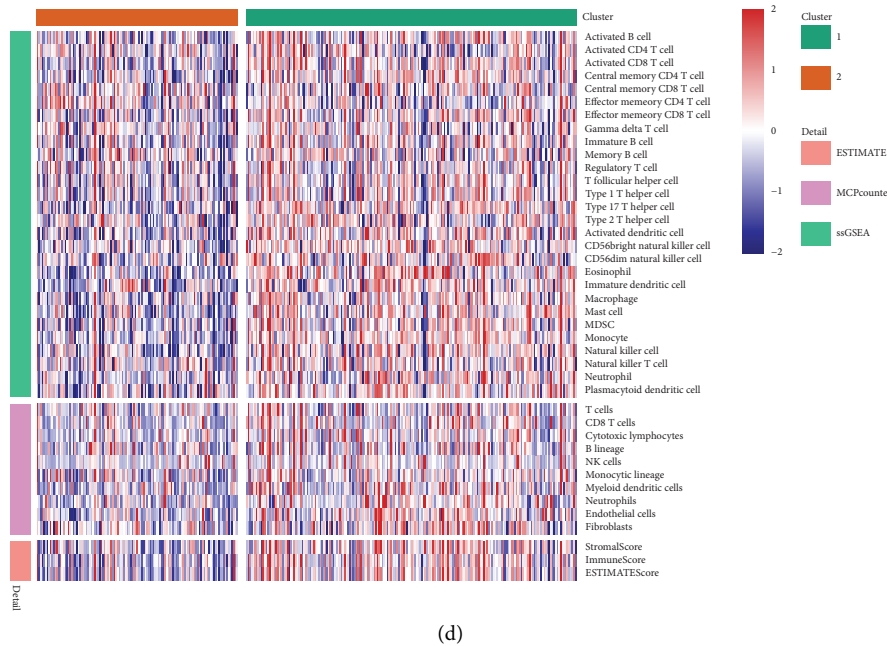 Cluster
Activated B cell
Activated CD4 T cell
Activated CD8 T cell
Central memory CD4 T cell
Central memory CD8 T cell
Effector memeory CD4 T cell
Effector memeory CD8 T cell
Gamma delta T cell
Immature B cell
Memory B cell
Regulatory T cell
T follicular helper cell
Type 1 T helper cell
Type 17 T helper cell
Type 2 T helper cell
Activated dendritic cell
CD56bright natural killer cell
CD56dim natural killer cell
Eosinophil
Immature dendritic cell
Macrophage
Mast cell
MDSC
Monocyte
Natural killer cell
Natural killer T cell
Neutrophil
Plasmacytoid dendritic cell
T cells
CD8 T cells
Cytotoxic lymphocytes
B lineage
NK cells
Monocytic lineage
Myeloid dendritic cells
Neutrophils
Endothelial cells
Fibroblasts
StromalScore
ImmuneScore
ESTIMATEScore
Detail
2
1
0
−1
−2
Cluster
1
2
Detail
ESTIMATE
MCPcounte
ssGSEA
(d)